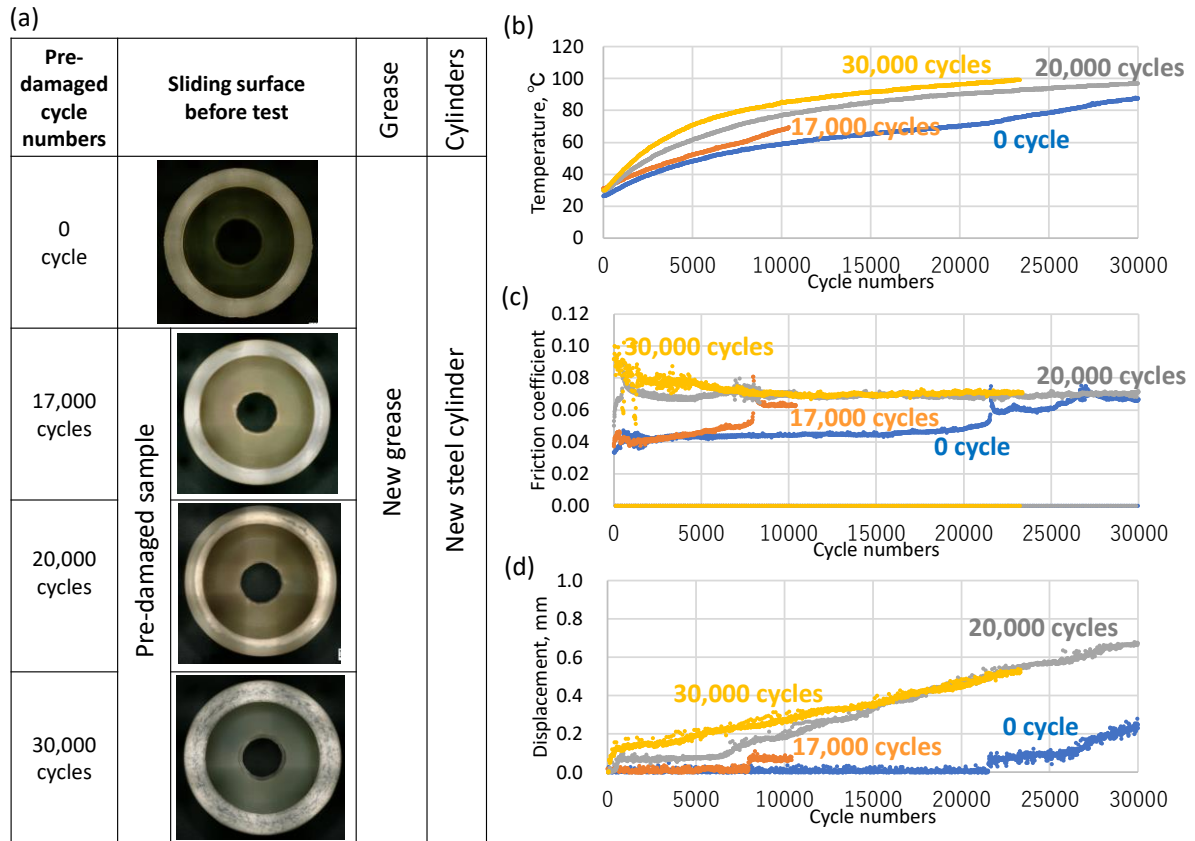 (a)
Pre-
damaged
cycle
numbers
Sliding surface
before test
Grease
Cylinders
0
cycle
17,000
cycles
20,000
cycles
30,000
cycles
Pre-damaged sample
New grease
New steel cylinder
(b)
Temperature, ℃
120
100
80
60
40
20
0
30,000 cycles
20,000 cycles
17,000 cycles
0 cycle
0 5000 10000 15000 20000 25000 30000
Cycle numbers
(c)
Friction coefficient
0.12
0.10
0.08
0.06
0.04
0.02
0.00
30,000 cycles
20,000 cycles
17,000 cycles
0 cycle
0 5000 10000 15000 20000 25000 30000
Cycle numbers
(d)
Displacement, mm
1.0
0.8
0.6
0.4
0.2
0.0
20,000 cycles
30,000 cycles
17,000 cycles
0 cycle
0 5000 10000 15000 20000 25000 30000
Cycle numbers